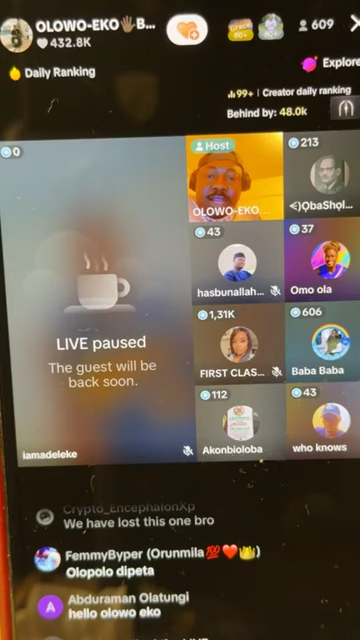 OLOWO-EKO🖐🏿B...
432.8K
609
Daily Ranking
Explore
99+ | Creator daily ranking
Behind by: 48.0k
0
Host
OLOWO-EKO...
213
<)ỌbaShọl...
43
hasbunallah...
37
Omo ola
LIVE paused
The guest will be
back soon.
iamadeleke
1,31K
FIRST CLAS...
606
Baba Baba
112
Akonbioloba
43
who knows
Crypto_EncephalonXp
We have lost this one bro
FemmyByper (Orunmila💯❤️👑)
Olopolo dipeta
A
Abduraman Olatungi
hello olowo eko